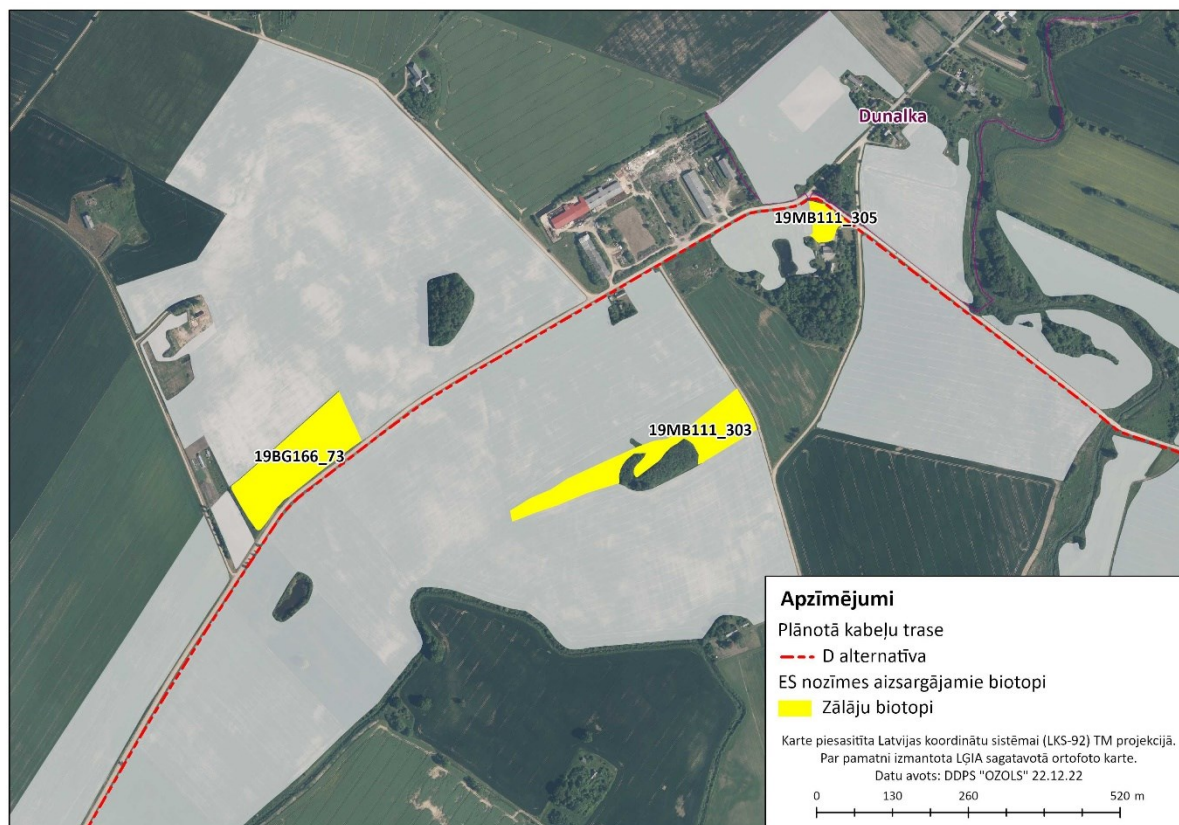 Dunalka
19MB111_305
19MB111_303
19BG166_73
Apzīmējumi
Plānotā kabeļu trase
D alternatīva
ES nozīmes aizsargājamie biotopi
Zālāju biotopi
Karte piesasitīta Latvijas koordinātu sistēmai (LKS-92) TM projekcijā.
Par pamatni izmantota LĢIA sagatavotā ortofoto karte.
Datu avots: DDPS "OZOLS" 22.12.22
0 130 260 520 m